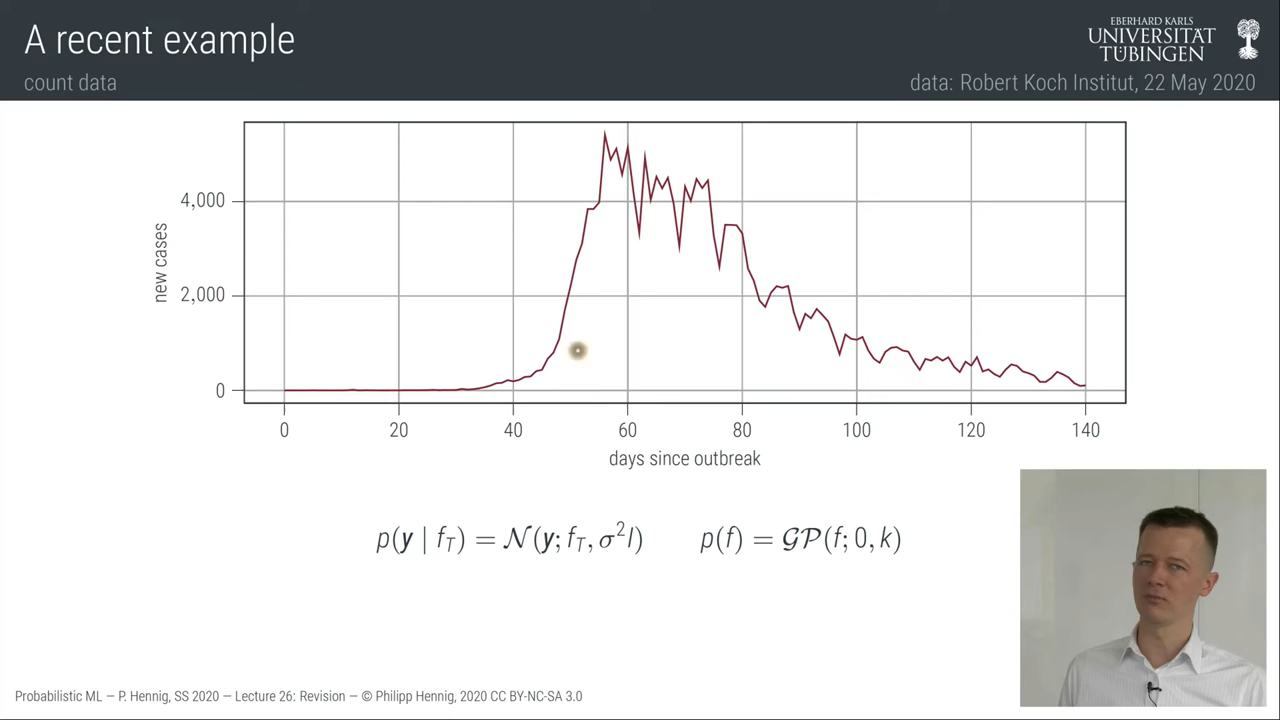 A recent example
count data
EBERHARD KARLS
UNIVERSITÄT
TÜBINGEN
data: Robert Koch Institut, 22 May 2020
4,000
2,000
0
new cases
0 20 40 60 80 100 120 140
days since outbreak
p(y | f_T) = 𝒩(y; f_T, σ²I) p(f) = 𝒢𝒫(f; 0, k)
Probabilistic ML — P. Hennig, SS 2020 — Lecture 26: Revision — © Philipp Hennig, 2020 CC BY-NC-SA 3.0